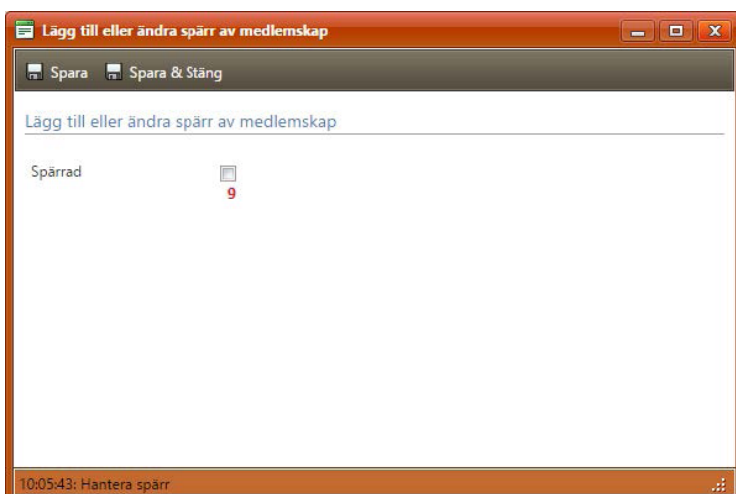 Lägg till eller ändra spärr av medlemskap
Spara Spara & Stäng
Lägg till eller ändra spärr av medlemskap
Spärrad
9
10:05:43: Hantera spärr